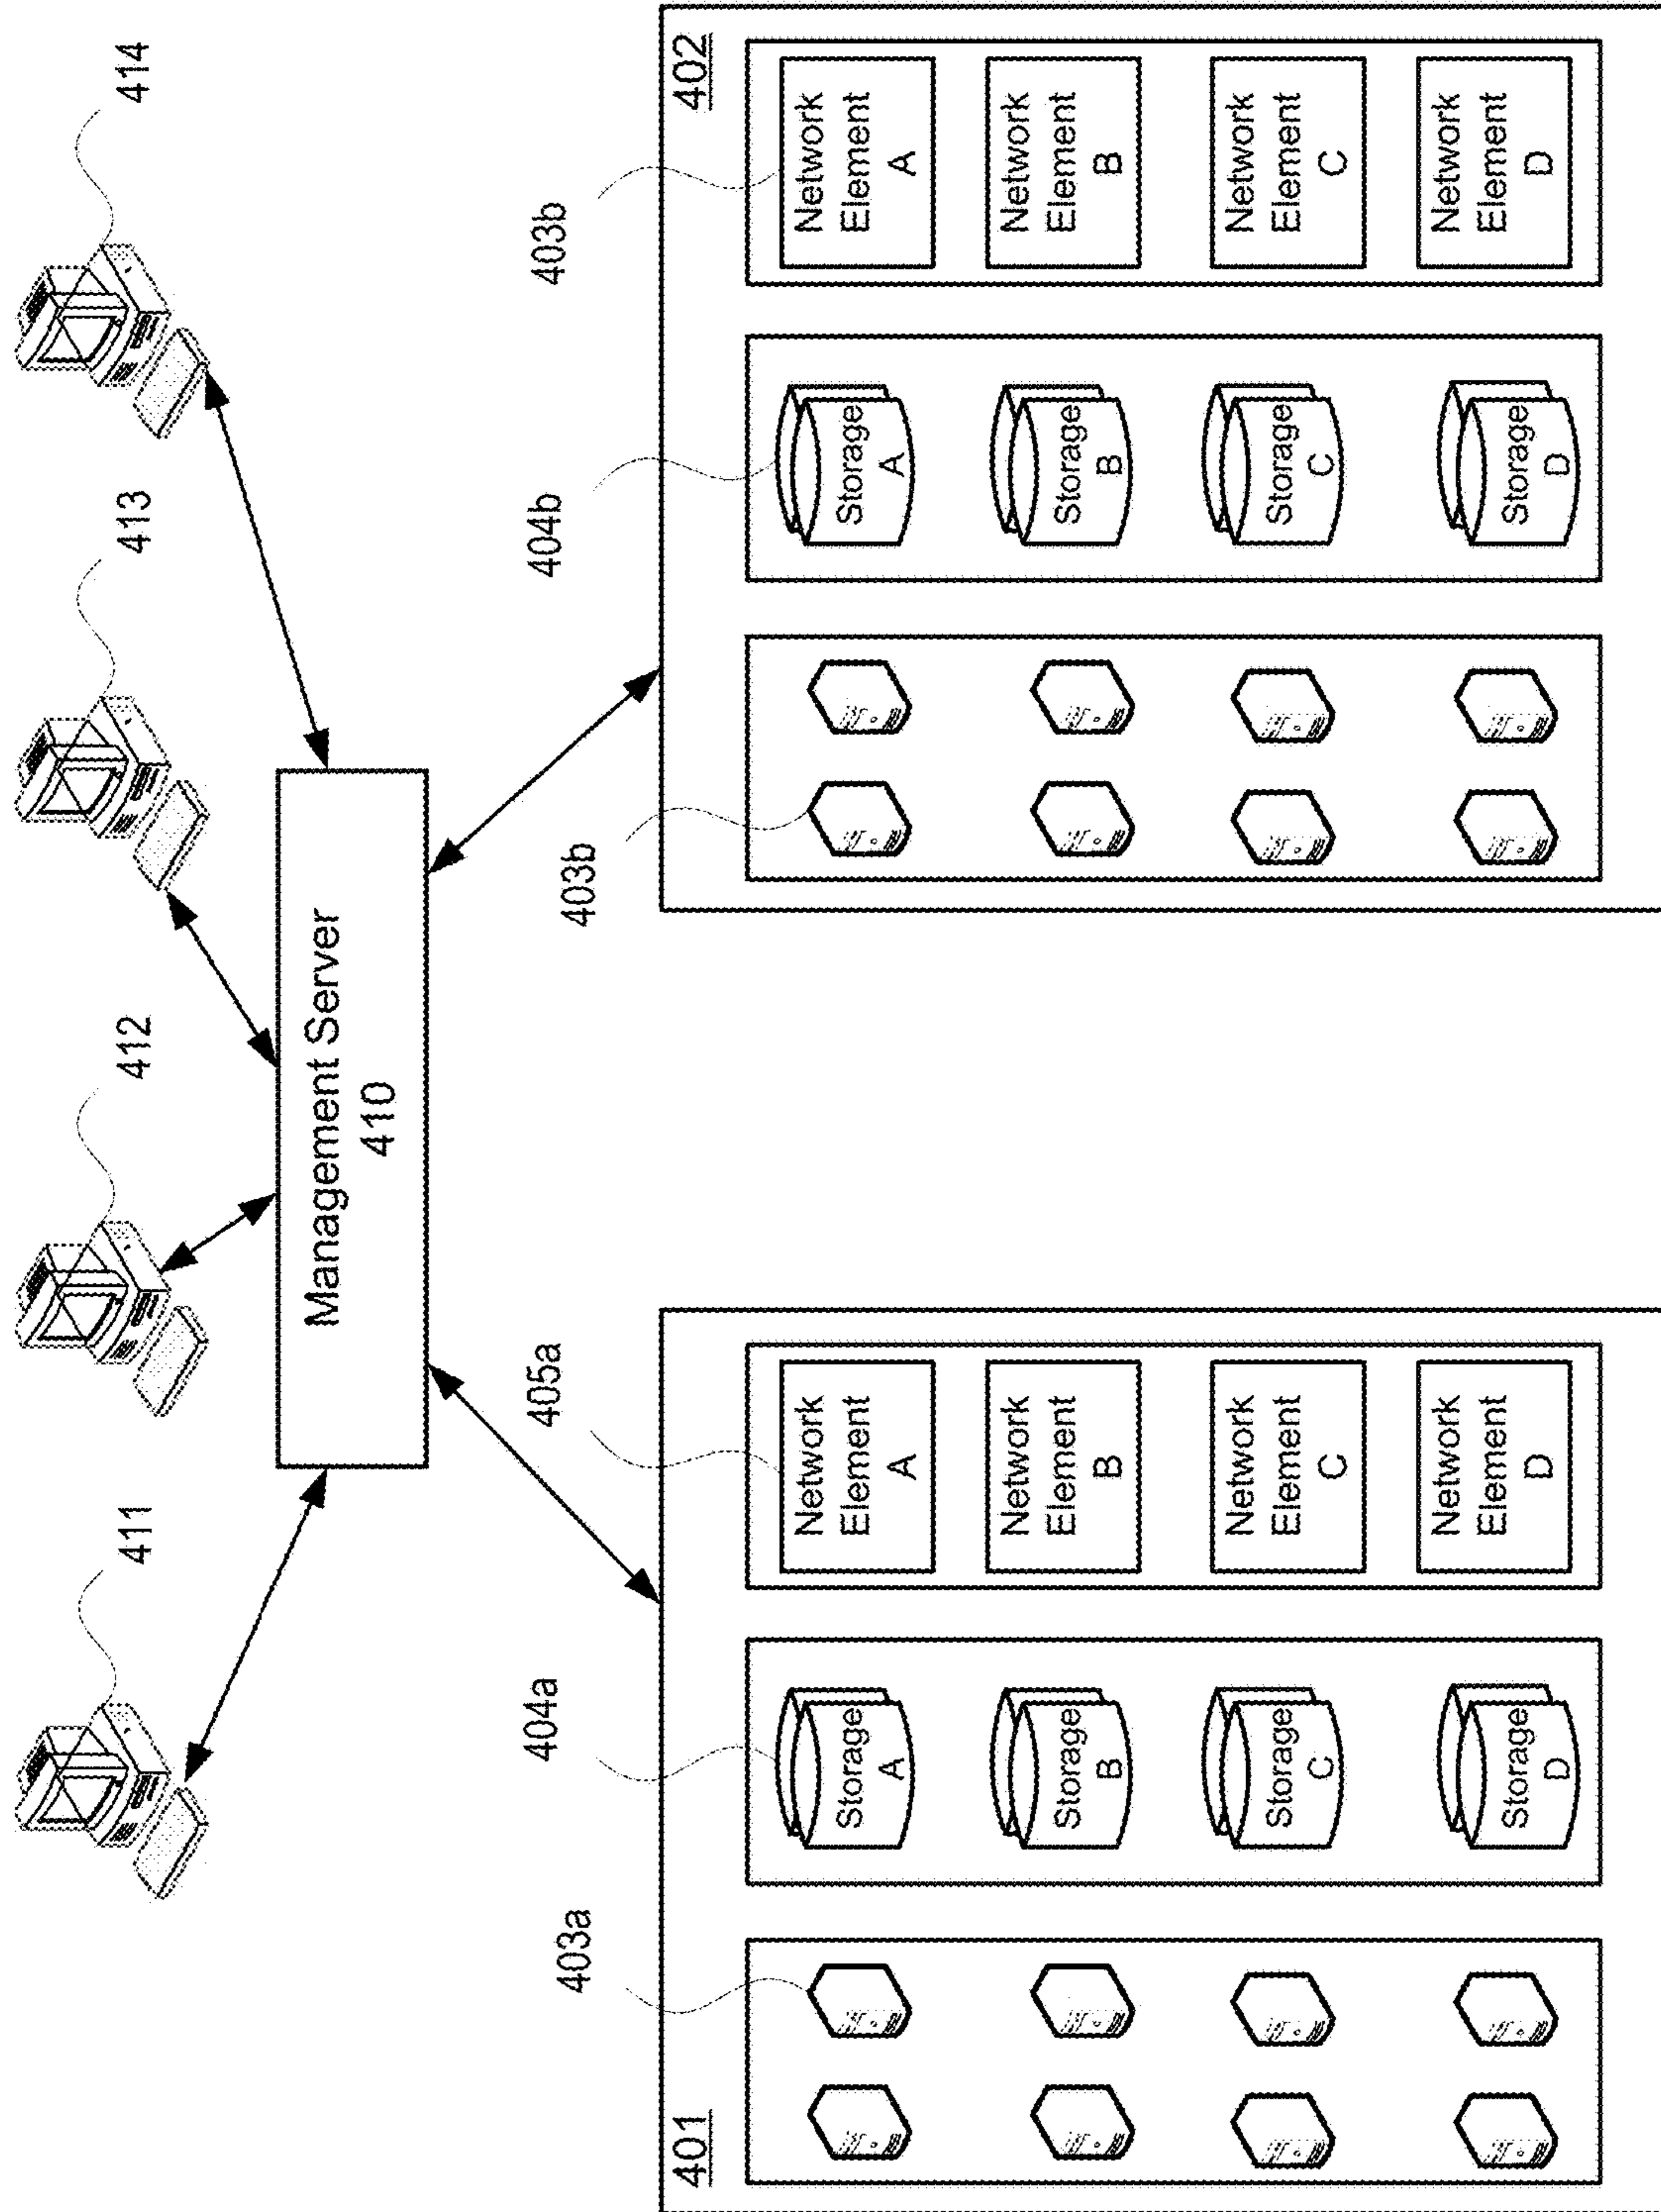 411
412
413
414
Management Server
410
403a
404a
405a
403b
404b
403b
401
Storage
A
Storage
B
Storage
C
Storage
D
Network
Element
A
Network
Element
B
Network
Element
C
Network
Element
D
402
Storage
A
Storage
B
Storage
C
Storage
D
Network
Element
A
Network
Element
B
Network
Element
C
Network
Element
D